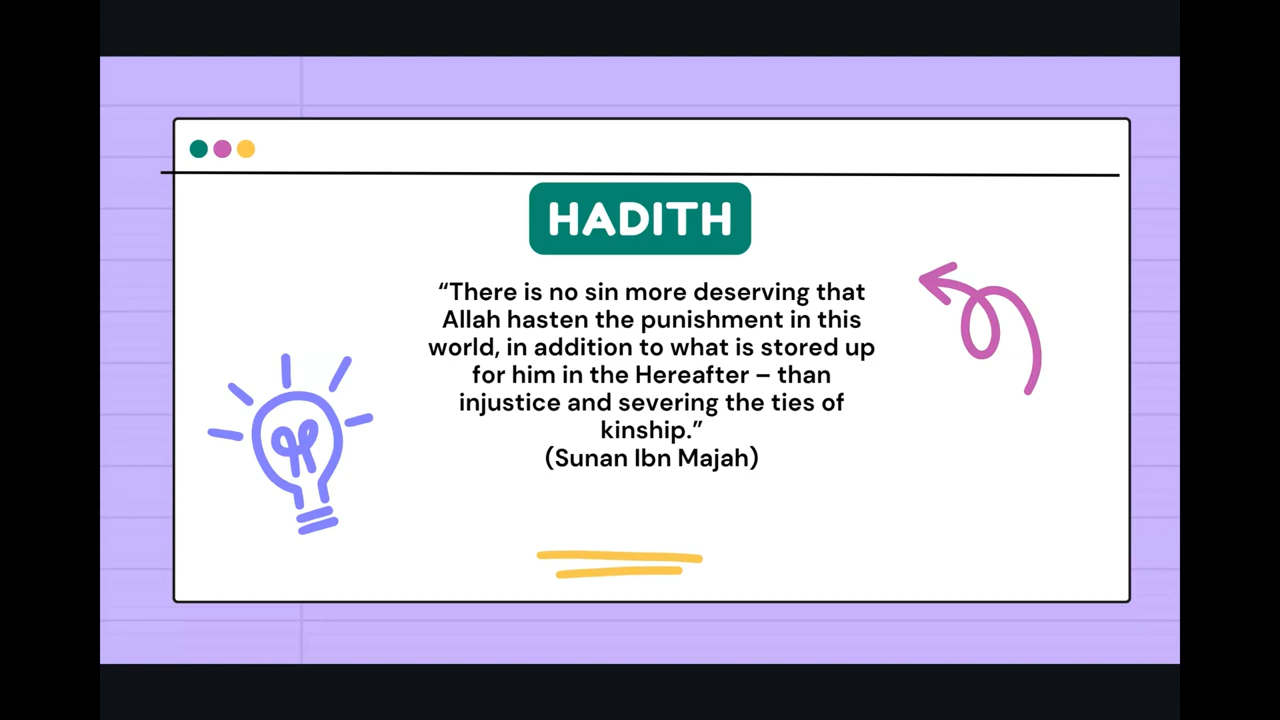 HADITH
“There is no sin more deserving that
Allah hasten the punishment in this
world, in addition to what is stored up
for him in the Hereafter – than
injustice and severing the ties of
kinship.”
(Sunan Ibn Majah)